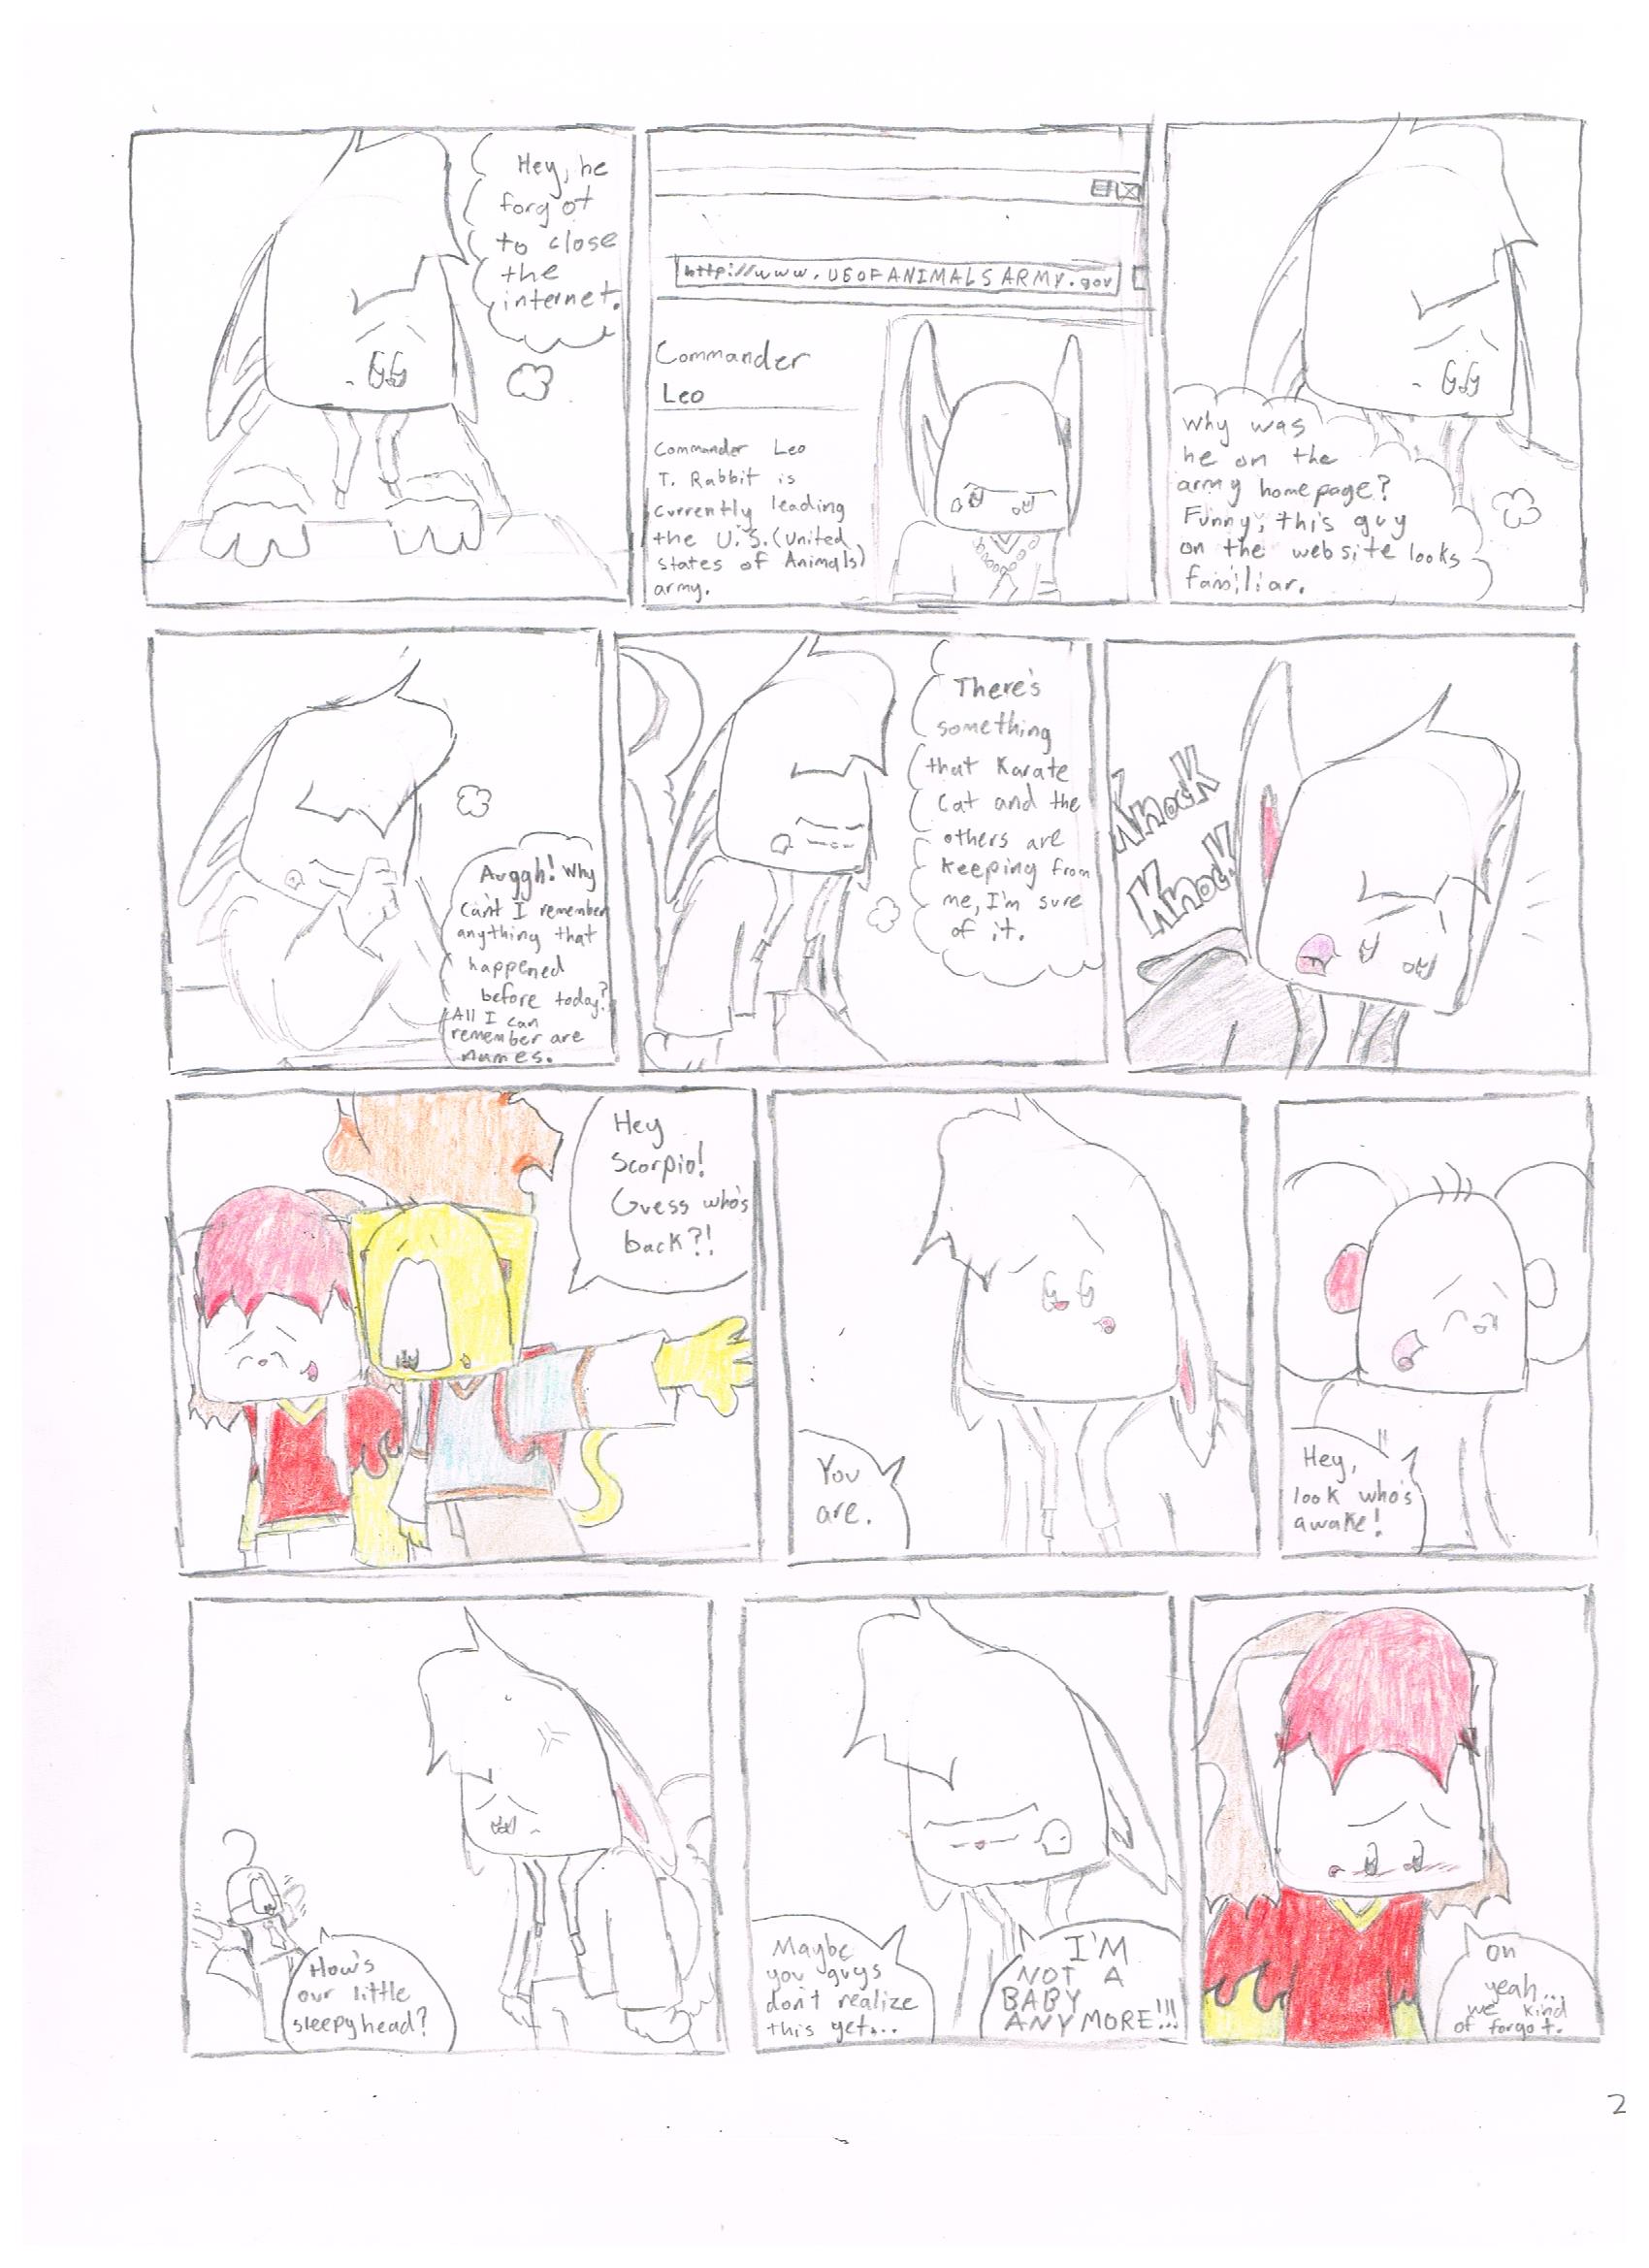 Hey, he
forgot
to close
the
internet.
http://www.USOFANIMALSARMY.gov
Commander
Leo
Commander Leo
T. Rabbit is
currently leading
the U.S. (United
states of Animals)
army.
Why was
he on the
army homepage?
Funny, this guy
on the website looks
familiar.
Auggh! Why
can't I remember
anything that
happened
before today?
All I can
remember are
names.
There's
something
that Karate
Cat and the
others are
keeping from
me, I'm sure
of it.
Knock
Knock!
Hey
Scorpio!
Guess who's
back?!
You
are.
Hey,
look who's
awake!
How's
our little
sleepyhead?
Maybe
you guys
don't realize
this yet...
I'M
NOT A
BABY
ANYMORE!!!
Oh
yeah...
we kind
of forgot.
2